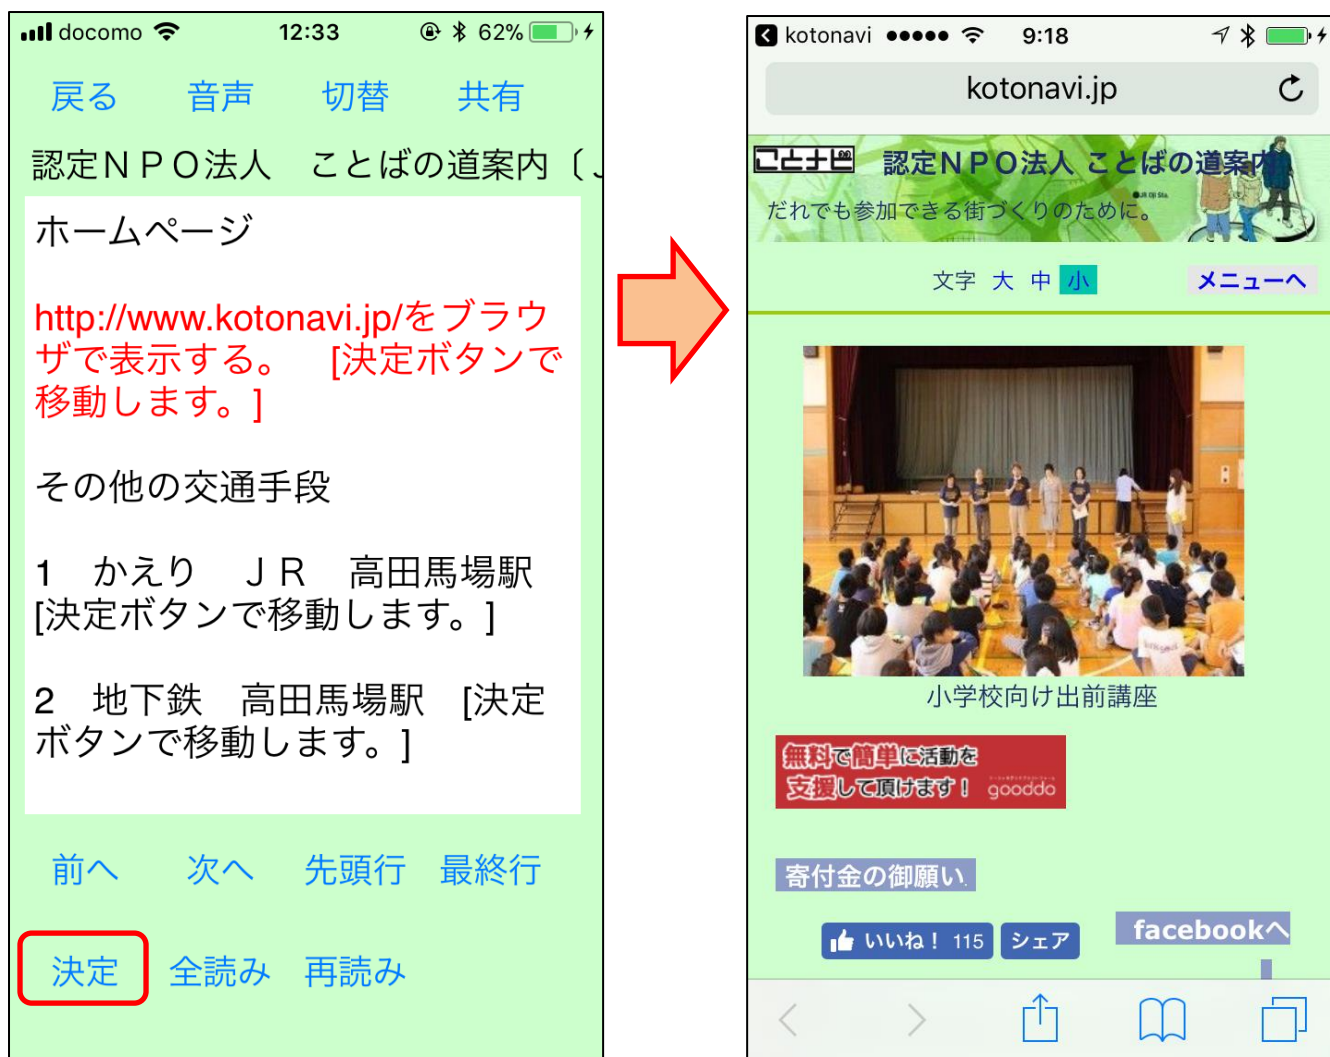 docomo 12:33 62%
戻る 音声 切替 共有
認定ＮＰＯ法人　ことばの道案内〔
ホームページ
http://www.kotonavi.jp/をブラウ
ザで表示する。　[決定ボタンで
移動します。]
その他の交通手段
1　かえり　ＪＲ　高田馬場駅
[決定ボタンで移動します。]
2　地下鉄　高田馬場駅　[決定
ボタンで移動します。]
前へ 次へ 先頭行 最終行
決定 全読み 再読み
kotonavi 9:18
kotonavi.jp
ことナビ 認定ＮＰＯ法人 ことばの道案内
だれでも参加できる街づくりのために。
文字 大 中 小 メニューへ
小学校向け出前講座
無料で簡単に活動を
支援して頂けます！ gooddo
寄付金の御願い
facebookへ
いいね！ 115 シェア